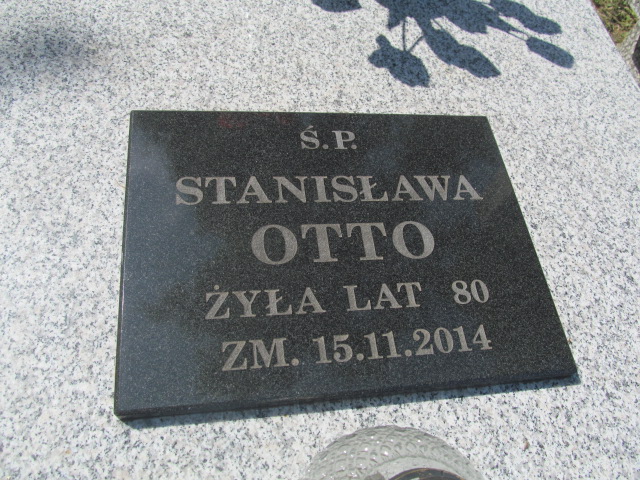 Ś.P.
STANISŁAWA
OTTO
ŻYŁA LAT 80
ZM. 15.11.2014